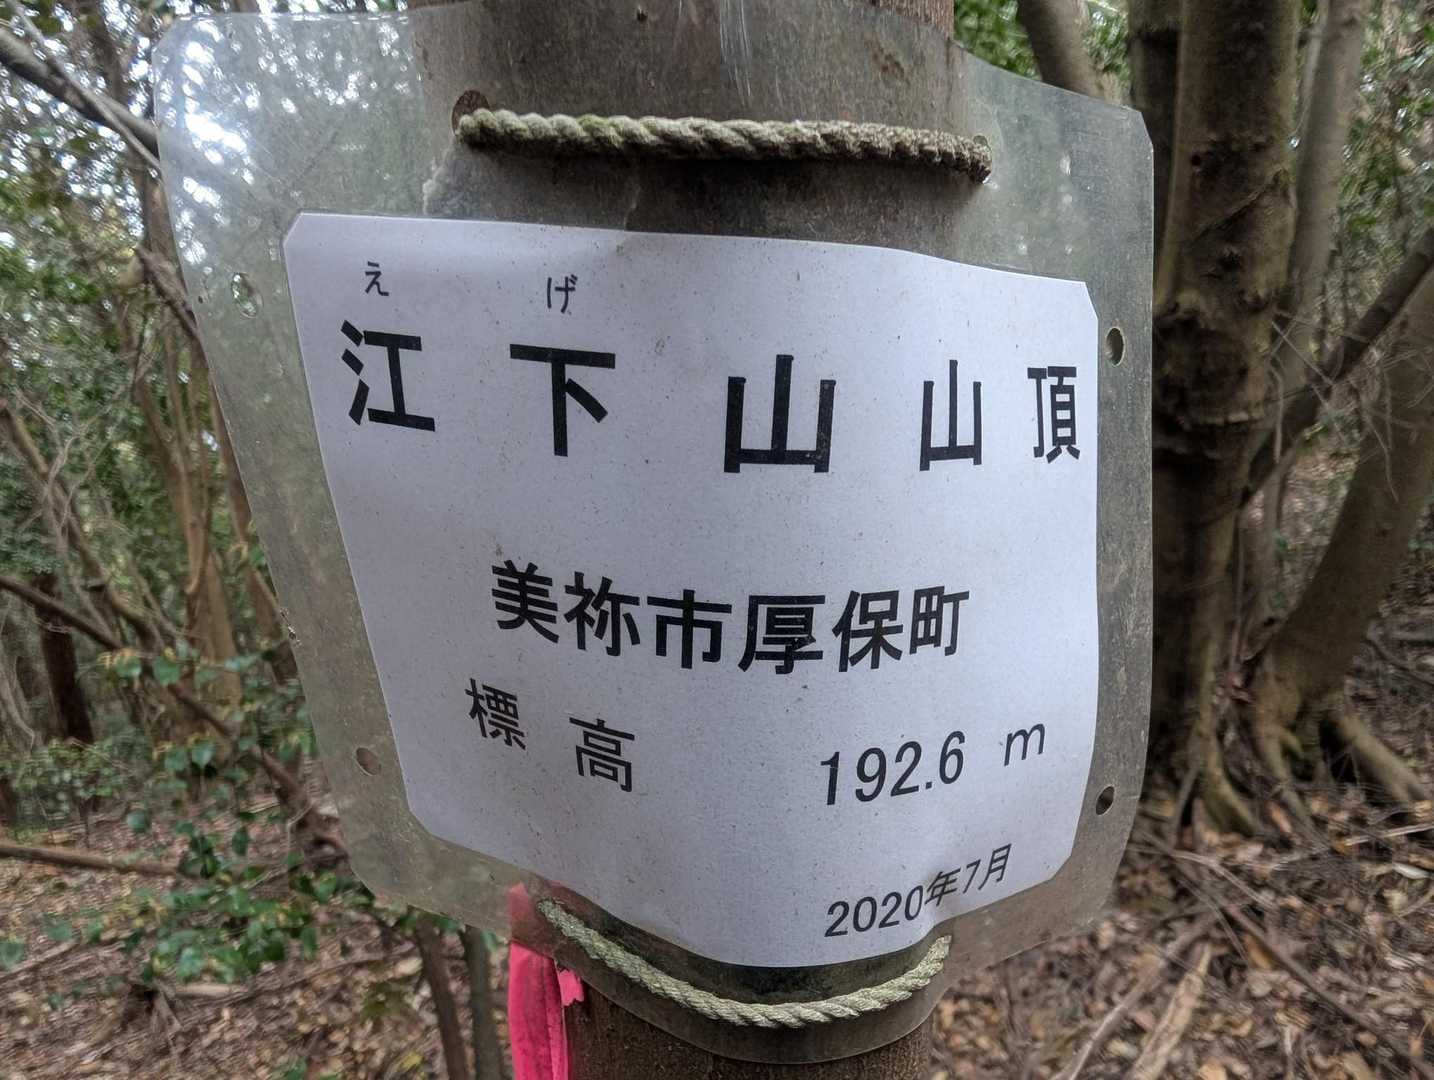 えげ
江下山山頂
美祢市厚保町
標高 192.6 m
2020年7月